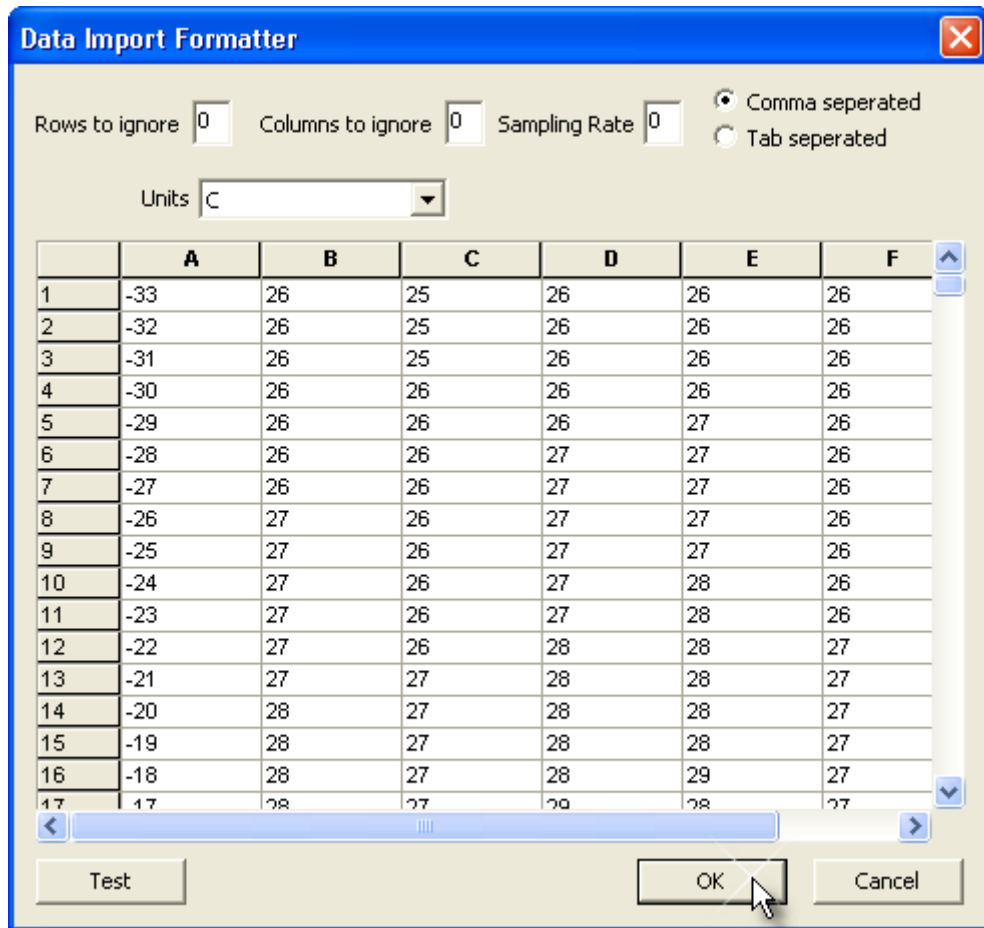 Data Import Formatter
Rows to ignore 0 Columns to ignore 0 Sampling Rate 0 Comma seperated
Tab seperated
Units C
A B C D E F
1 -33 26 25 26 26 26
2 -32 26 25 26 26 26
3 -31 26 25 26 26 26
4 -30 26 26 26 26 26
5 -29 26 26 26 27 26
6 -28 26 26 27 27 26
7 -27 26 26 27 27 26
8 -26 27 26 27 27 26
9 -25 27 26 27 27 26
10 -24 27 26 27 28 26
11 -23 27 26 27 28 26
12 -22 27 26 28 28 27
13 -21 27 27 28 28 27
14 -20 28 27 28 28 27
15 -19 28 27 28 28 27
16 -18 28 27 28 29 27
17 -17 28 27 29 28 27
Test OK Cancel